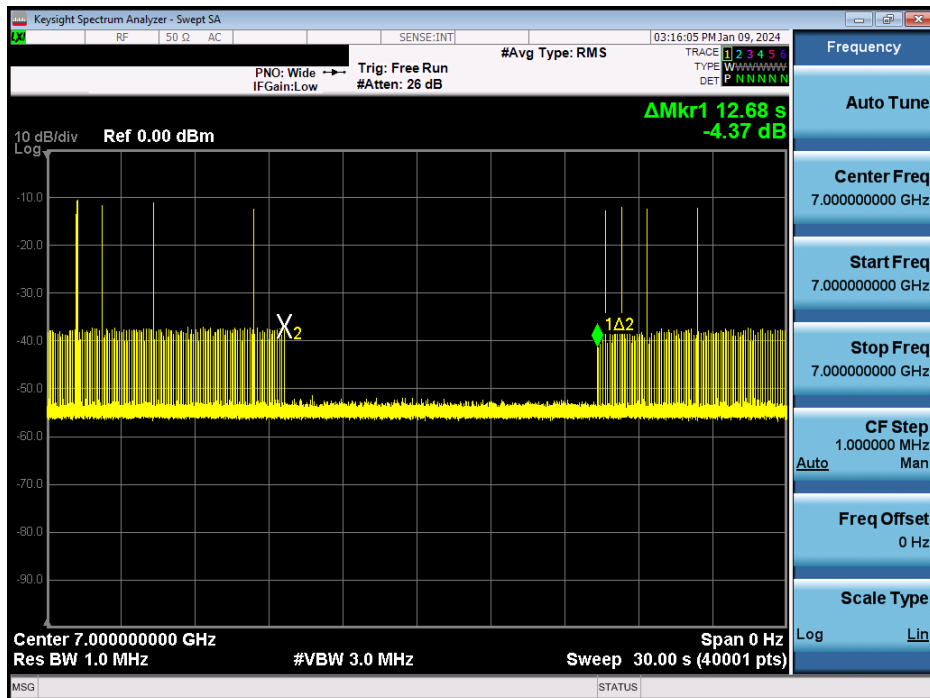 Keysight Spectrum Analyzer - Swept SA
LXI RF 50 Ω AC SENSE:INT 03:16:05 PM Jan 09, 2024
#Avg Type: RMS TRACE 1 2 3 4 5 6
PNO: Wide Trig: Free Run TYPE WWWWWW
IFGain:Low #Atten: 26 dB DET P N N N N N
ΔMkr1 12.68 s
-4.37 dB
10 dB/div Ref 0.00 dBm
Log
-10.0
-20.0
-30.0
X2 1Δ2
-40.0
-50.0
-60.0
-70.0
-80.0
-90.0
Center 7.000000000 GHz Span 0 Hz
Res BW 1.0 MHz #VBW 3.0 MHz Sweep 30.00 s (40001 pts)
MSG STATUS
Frequency
Auto Tune
Center Freq
7.000000000 GHz
Start Freq
7.000000000 GHz
Stop Freq
7.000000000 GHz
CF Step
1.000000 MHz
Auto Man
Freq Offset
0 Hz
Scale Type
Log Lin